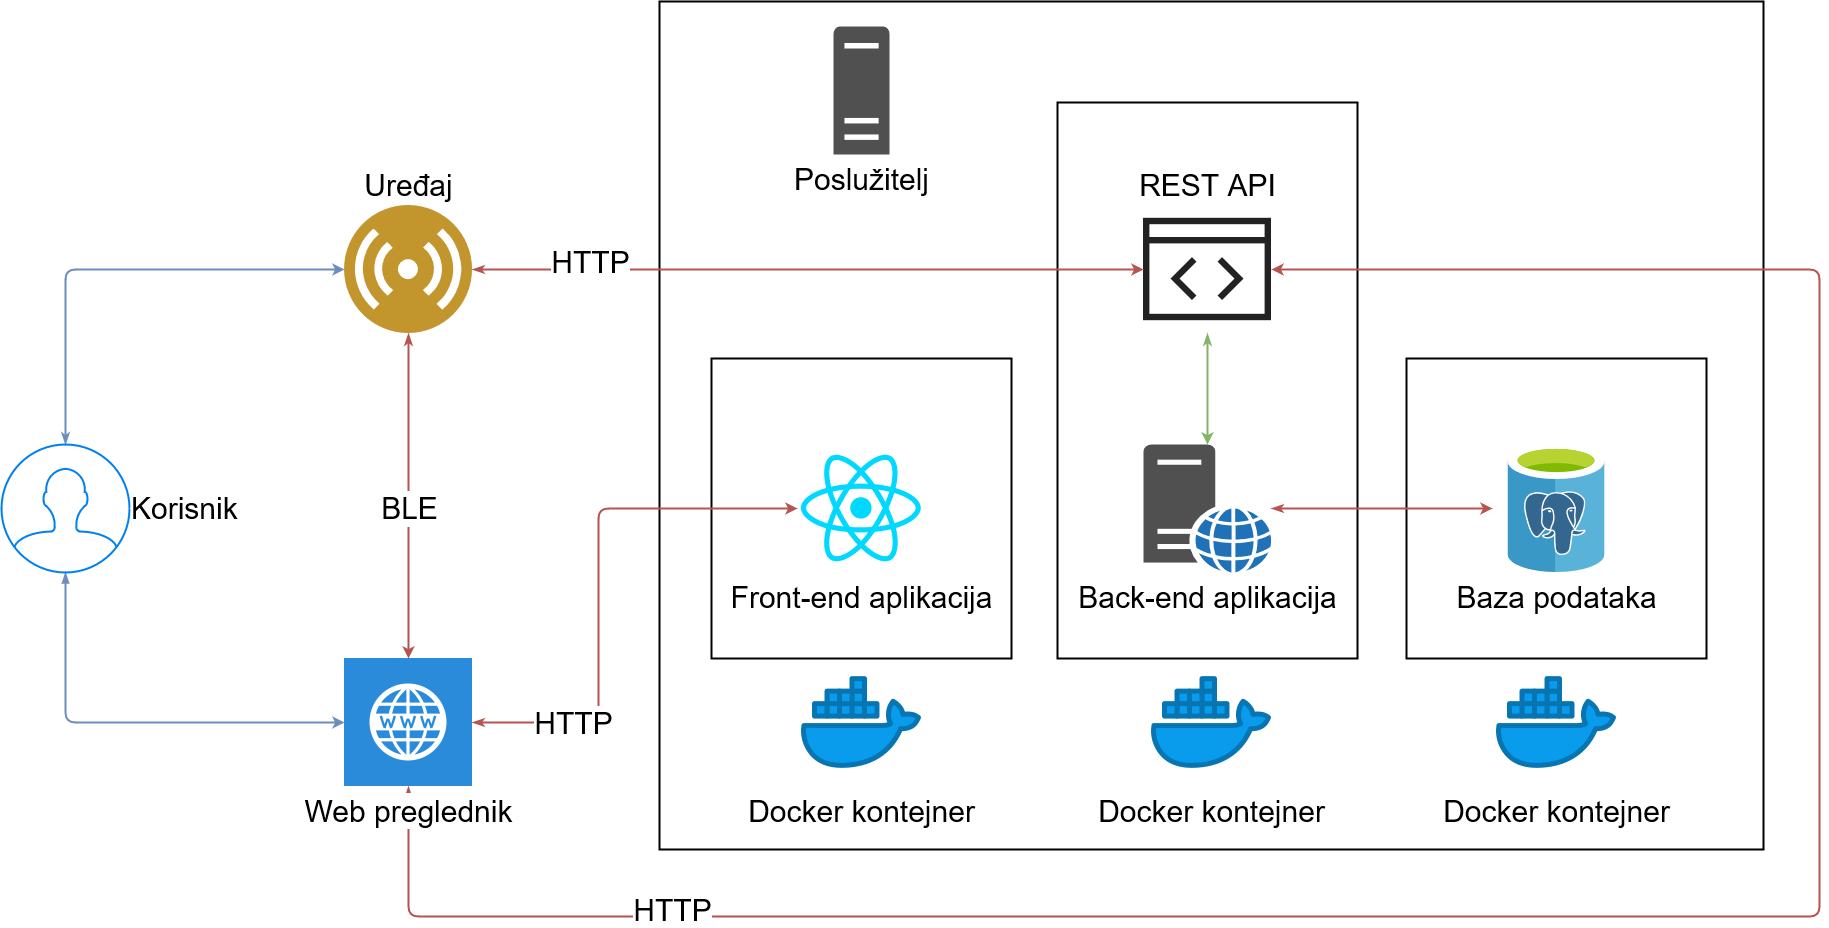 Poslužitelj
Uređaj
REST API
HTTP
Korisnik
BLE
Front-end aplikacija
Back-end aplikacija
Baza podataka
WWW
HTTP
Web preglednik
Docker kontejner
Docker kontejner
Docker kontejner
HTTP